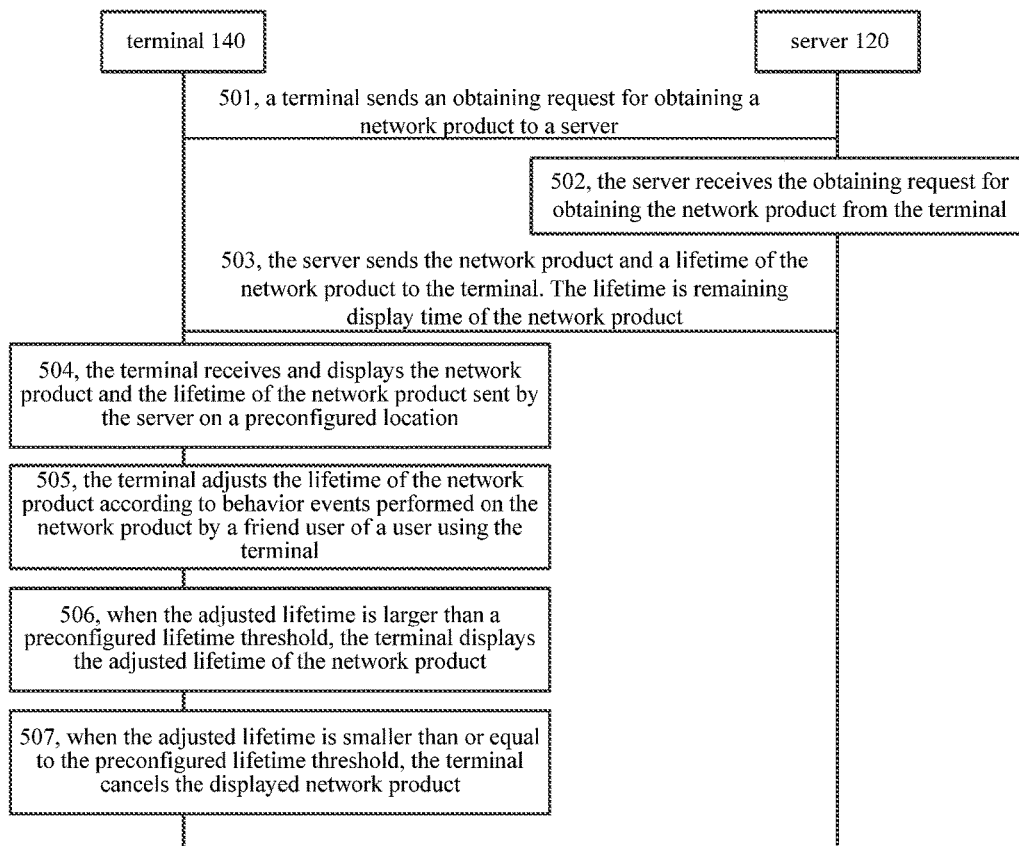 terminal 140
server 120
501, a terminal sends an obtaining request for obtaining a
network product to a server
502, the server receives the obtaining request for
obtaining the network product from the terminal
503, the server sends the network product and a lifetime of the
network product to the terminal. The lifetime is remaining
display time of the network product
504, the terminal receives and displays the network
product and the lifetime of the network product sent by
the server on a preconfigured location
505, the terminal adjusts the lifetime of the network
product according to behavior events performed on the
network product by a friend user of a user using the
terminal
506, when the adjusted lifetime is larger than a
preconfigured lifetime threshold, the terminal displays
the adjusted lifetime of the network product
507, when the adjusted lifetime is smaller than or equal
to the preconfigured lifetime threshold, the terminal
cancels the displayed network product